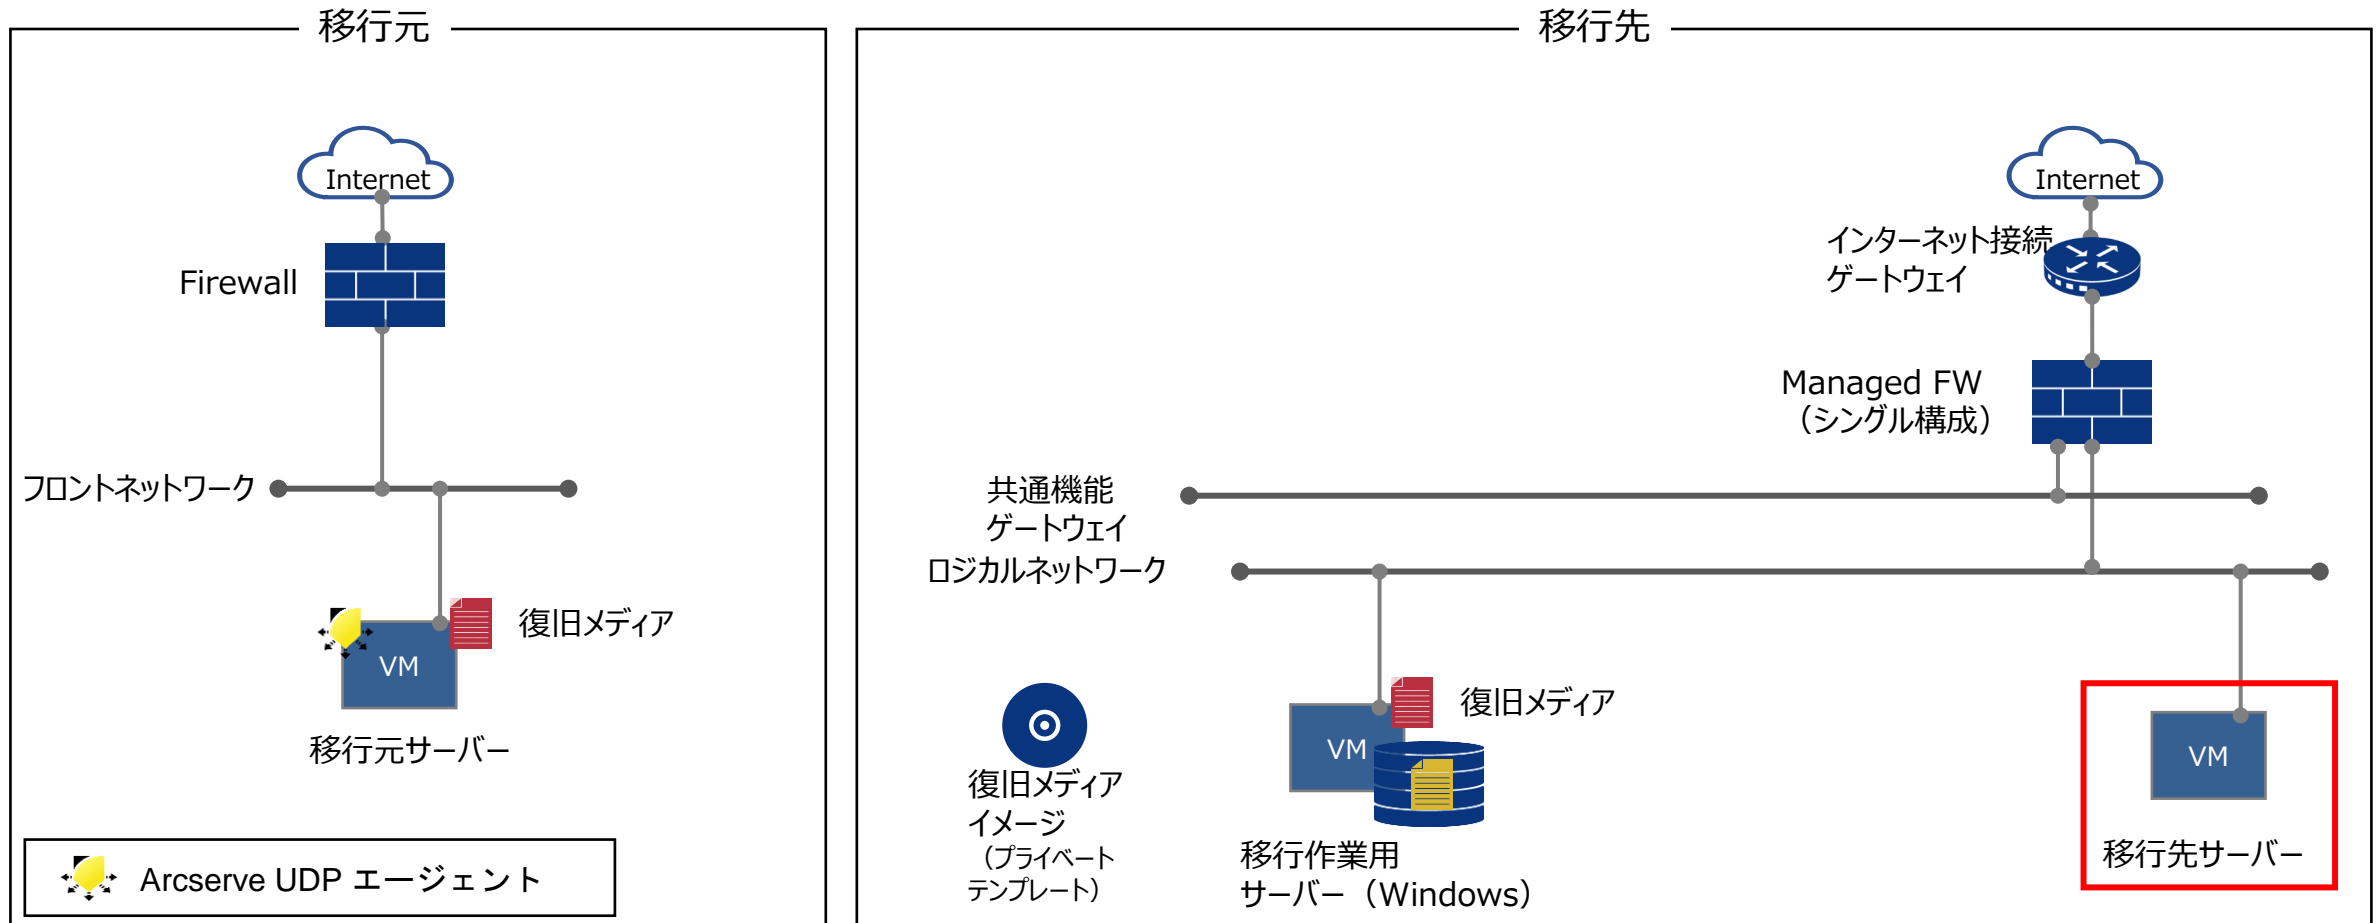 移行元
移行先
Internet
Firewall
フロントネットワーク
VM
復旧メディア
移行元サーバー
Arcserve UDP エージェント
Internet
インターネット接続
ゲートウェイ
Managed FW
（シングル構成）
共通機能
ゲートウェイ
ロジカルネットワーク
復旧メディア
イメージ
（プライベート
テンプレート）
VM
復旧メディア
移行作業用
サーバー（Windows）
VM
移行先サーバー